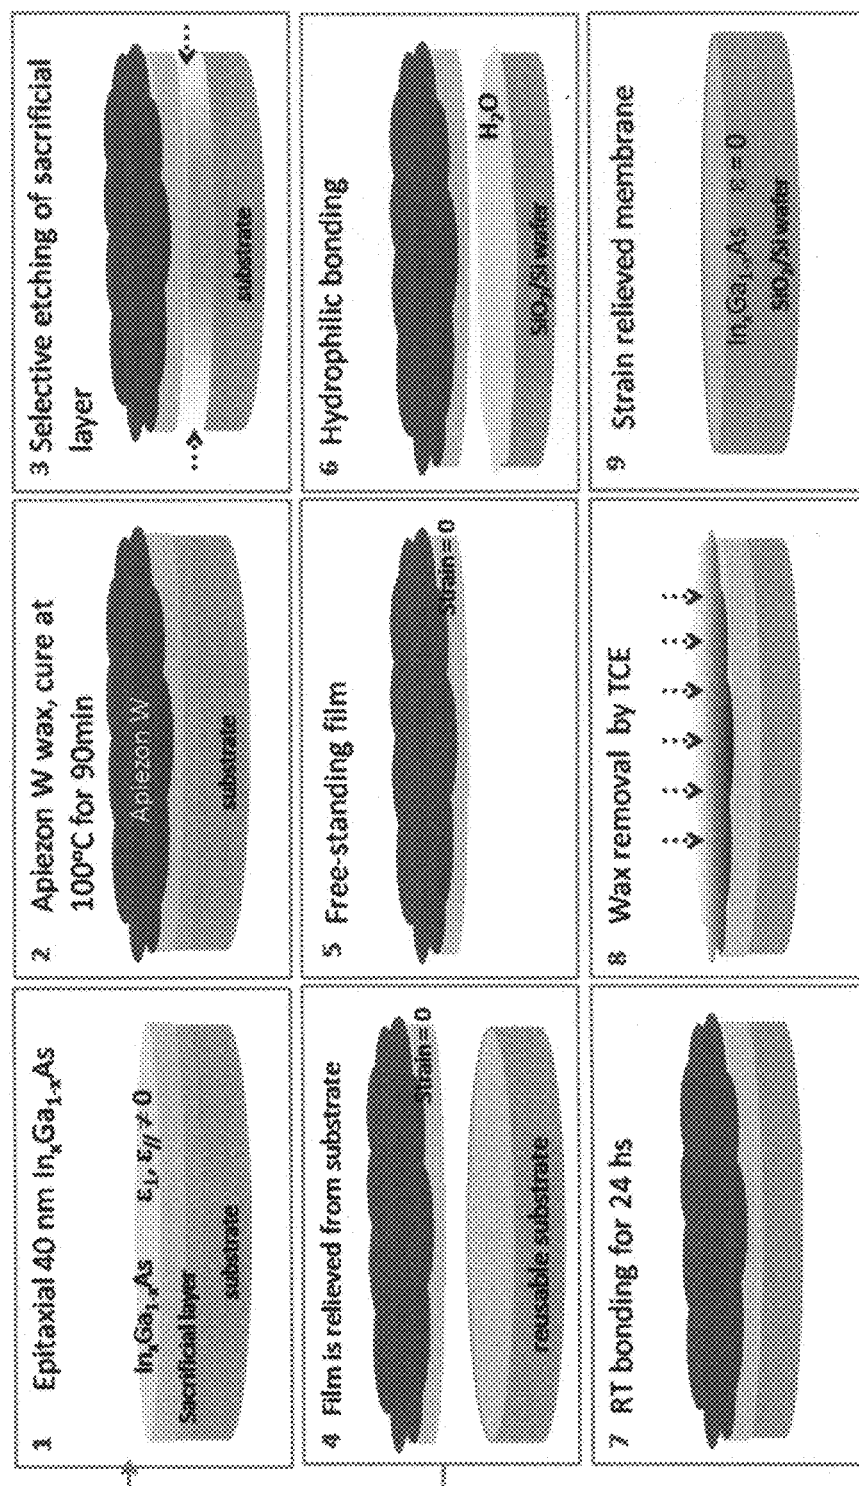 1 Epitaxial 40 nm InₓGa₁₋ₓAs
InₓGa₁₋ₓAs ε⊥, ε// ≠ 0
Sacrificial layer
substrate
2 Apiezon W wax, cure at
100°C for 90min
Apiezon W
substrate
3 Selective etching of sacrificial
layer
substrate
4 Film is relieved from substrate
Strain = 0
reusable substrate
5 Free-standing film
Strain = 0
6 Hydrophilic bonding
H₂O
SiO₂/Si wafer
7 RT bonding for 24 hs
8 Wax removal by TCE
9 Strain relieved membrane
InₓGa₁₋ₓAs = 0
SiO₂/Si wafer